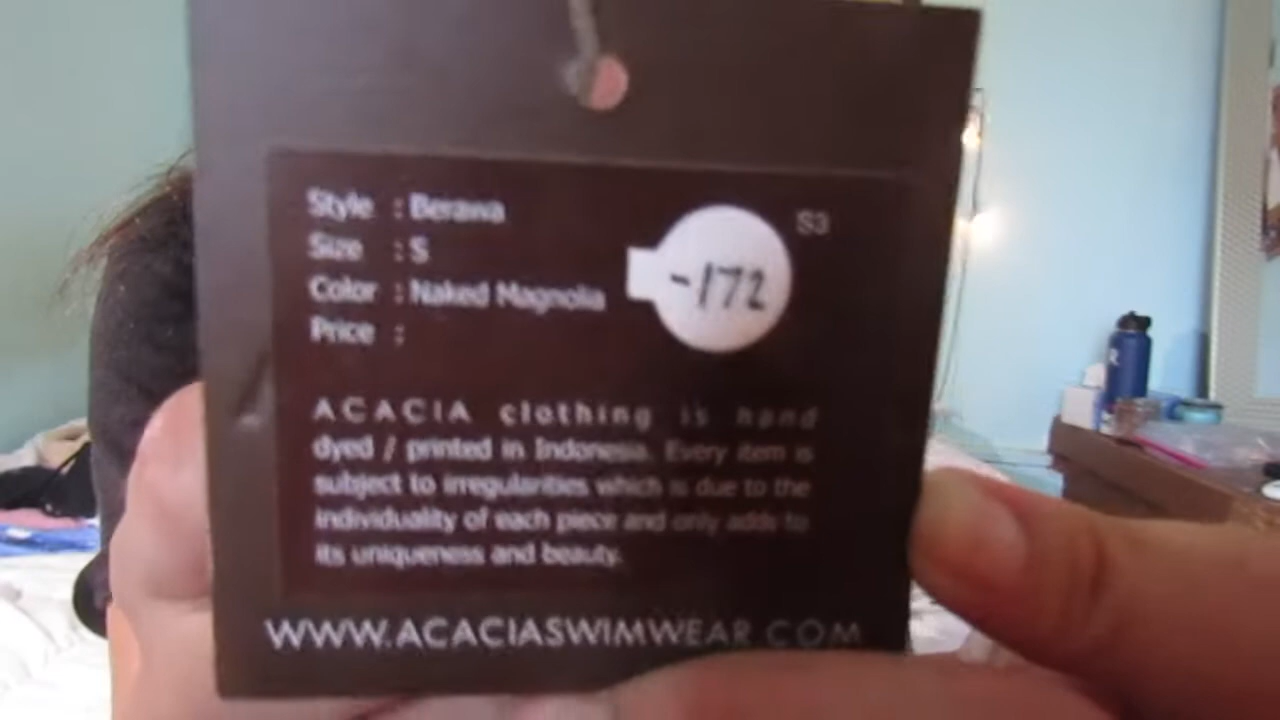 Style : Berawa
S3
Size : S
-172
Color : Naked Magnolia
Price :
ACACIA clothing is hand
dyed / printed in Indonesia. Every item is
subject to irregularities which is due to the
individuality of each piece and only adds to
its uniqueness and beauty.
WWW.ACACIASWIMWEAR.COM